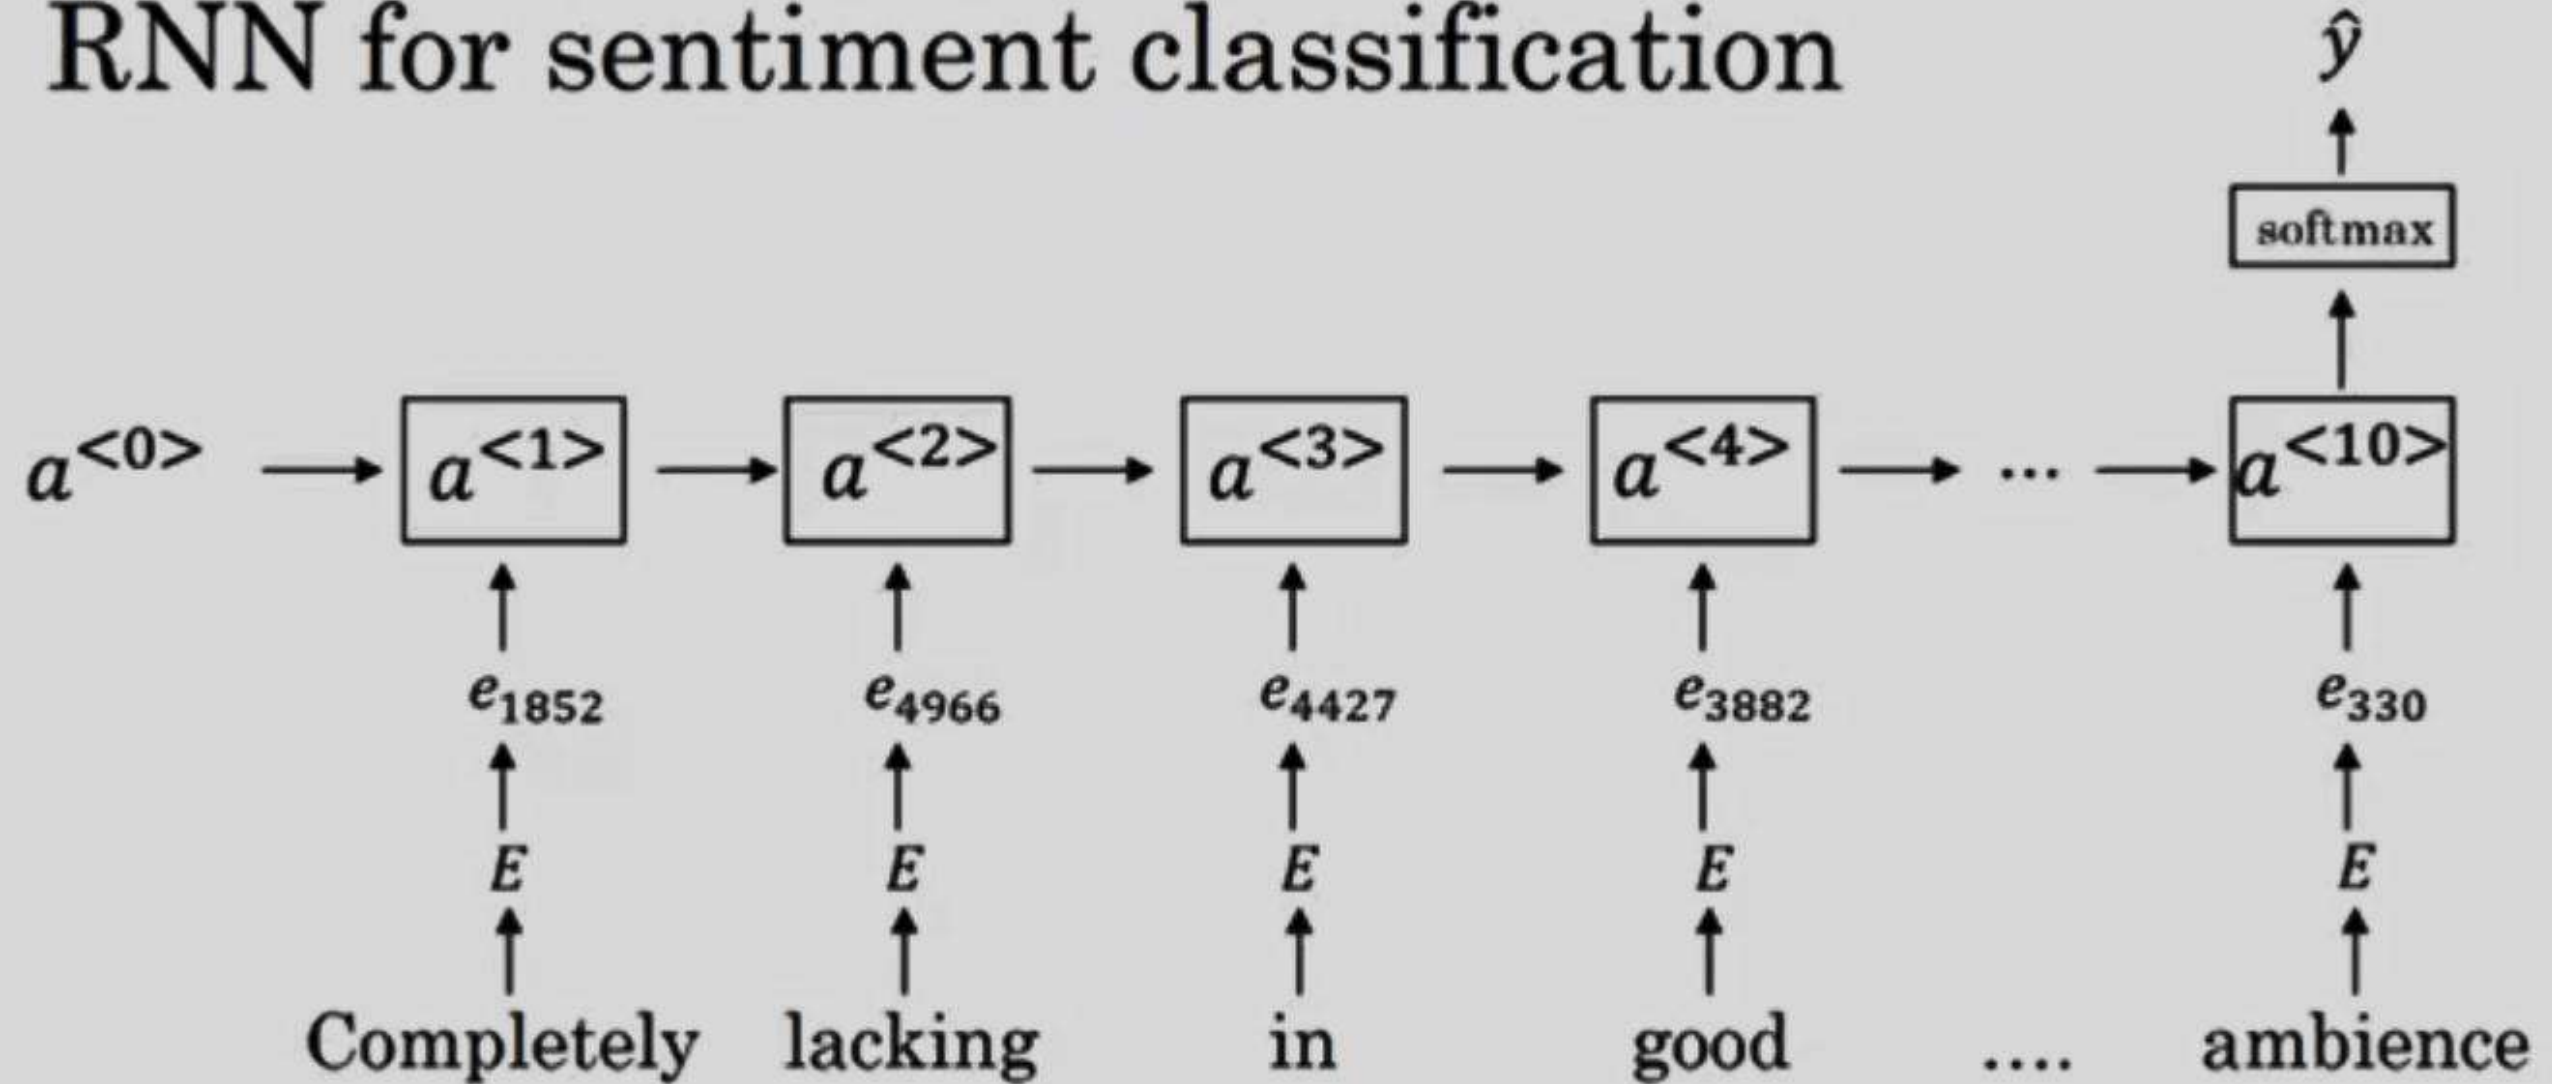 RNN for sentiment classification
ŷ
softmax
a<0> a<1> a<2> a<3> a<4> ... a<10>
e1852 e4966 e4427 e3882 e330
E E E E E
Completely lacking in good .... ambience